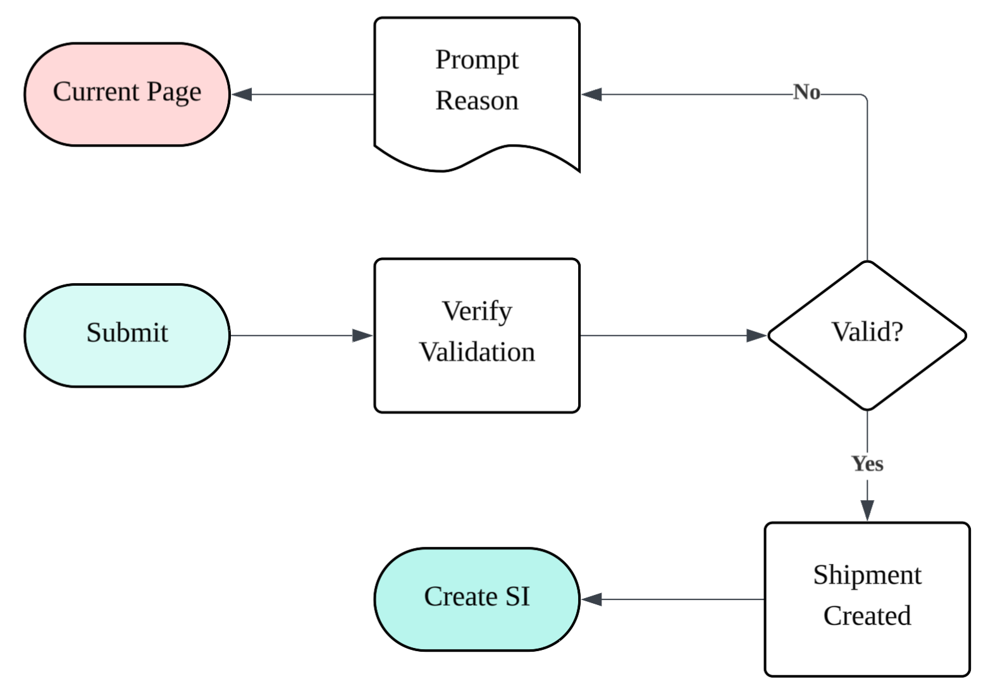 Current Page
Prompt
Reason
No
Submit
Verify
Validation
Valid?
Yes
Create SI
Shipment
Created